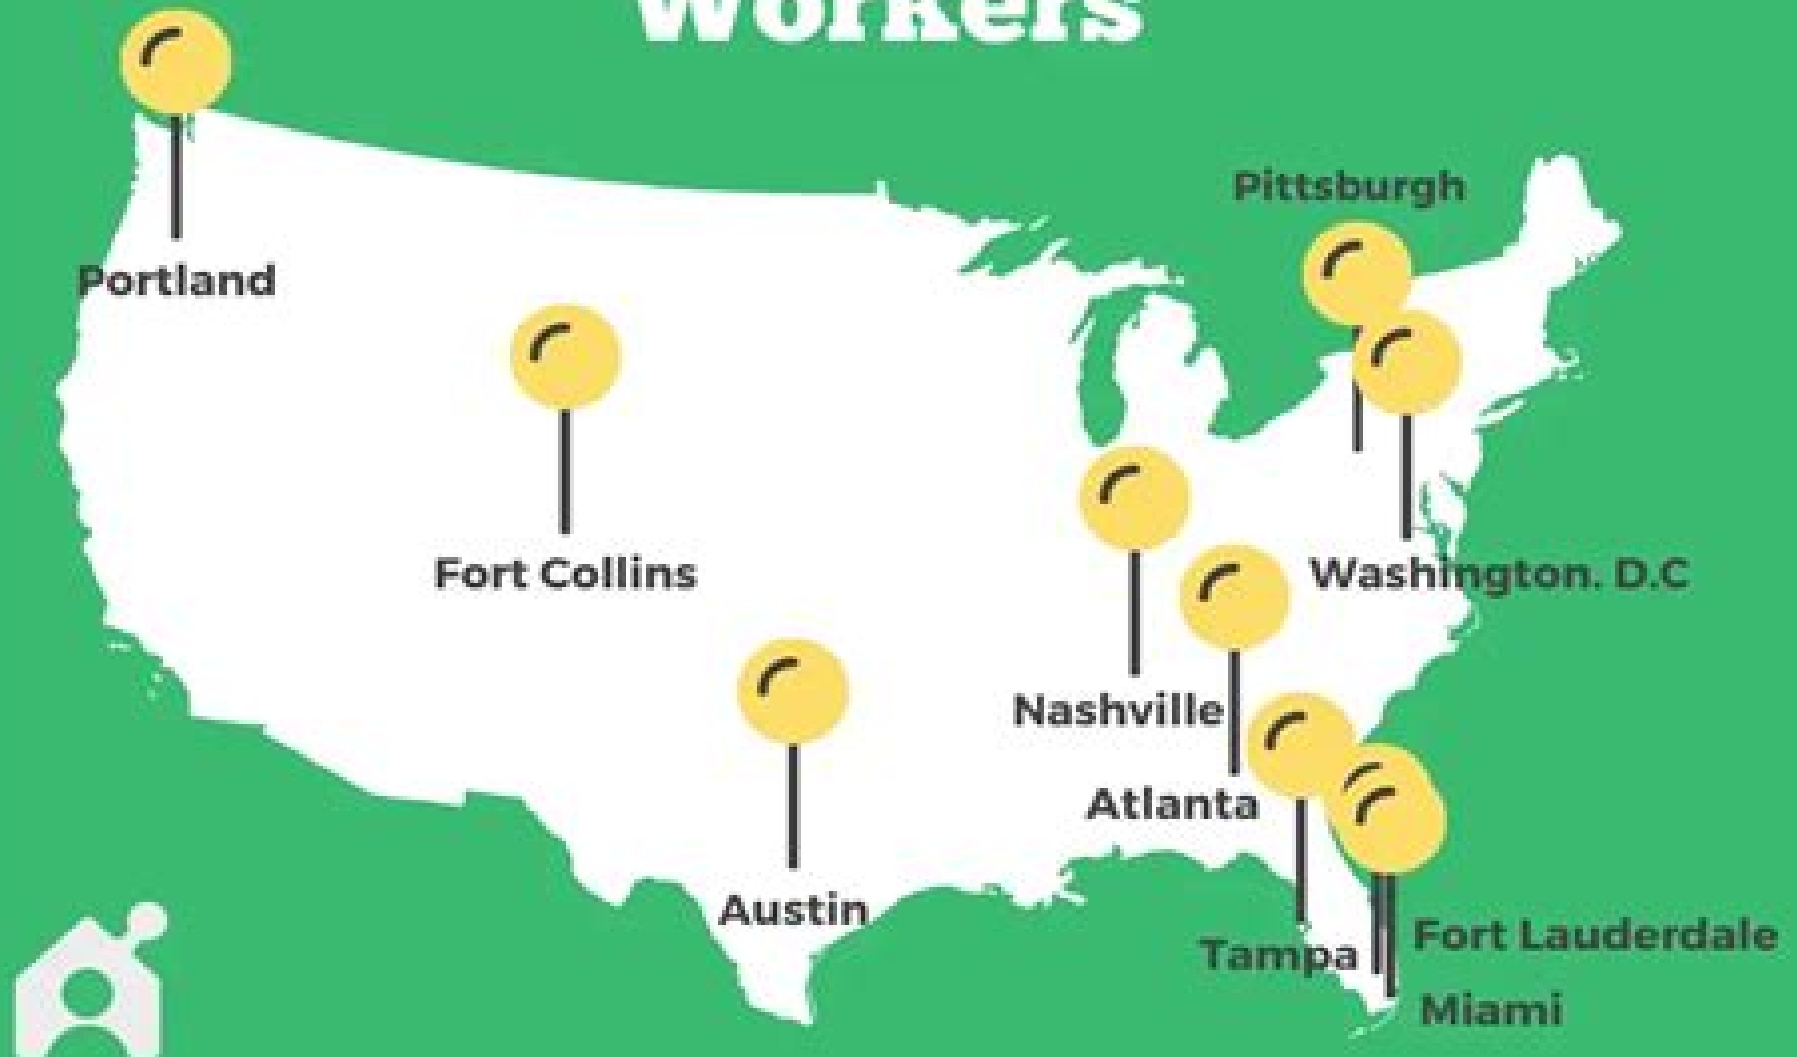 Workers
Pittsburgh
Portland
Fort Collins
Washington. D.C
Nashville
Atlanta
Austin
Fort Lauderdale
Tampa
Miami